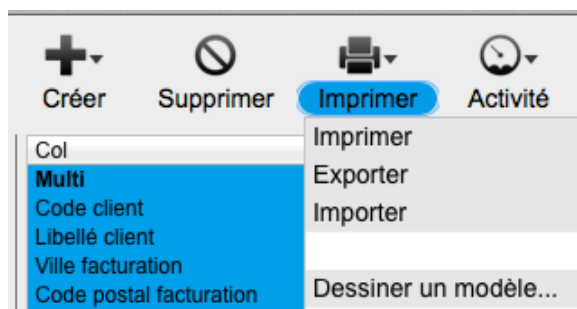 Créer Supprimer Imprimer Activité
Col
Multi
Code client
Libellé client
Ville facturation
Code postal facturation
Imprimer
Exporter
Importer
Dessiner un modèle...